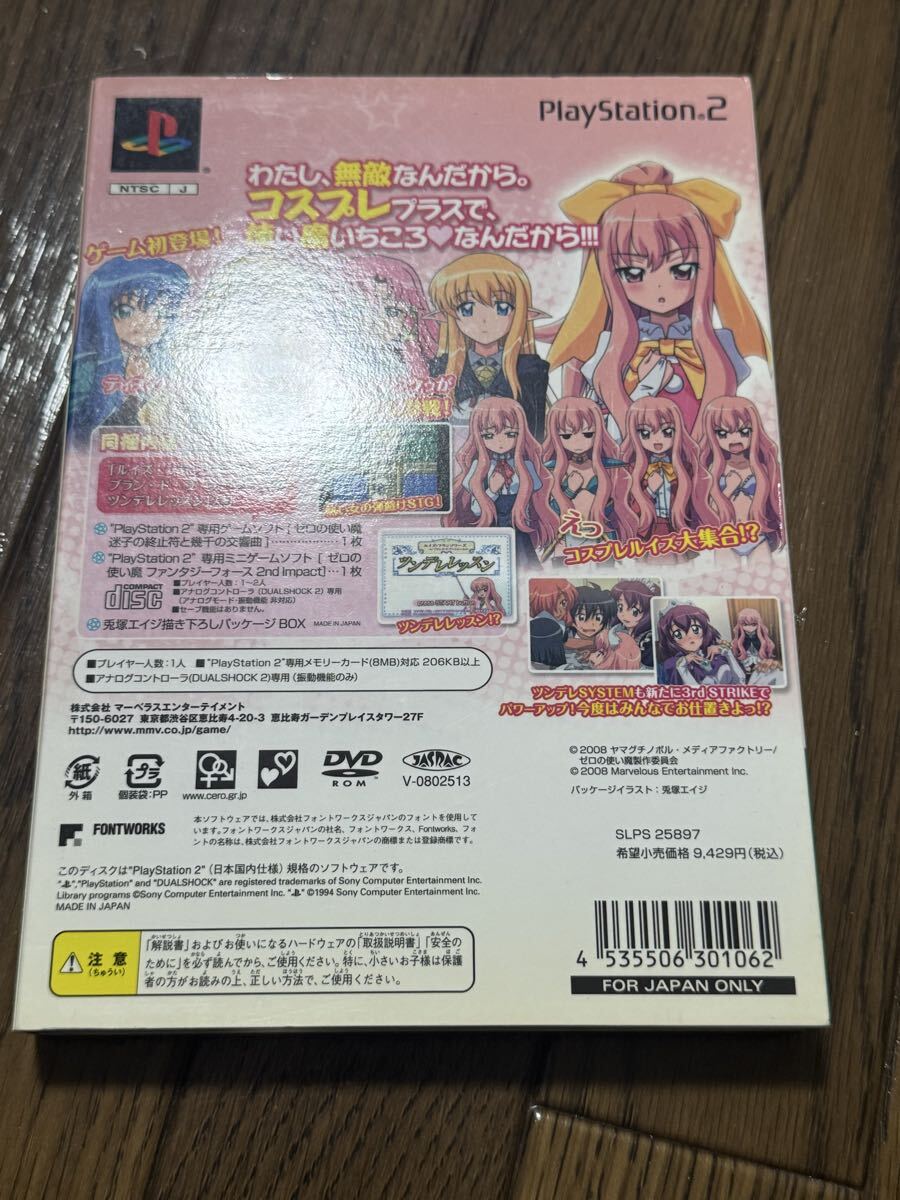 PlayStation®2
NTSC J
わたし、無敵なんだから。
コスプレプラスで、
使い魔いちころ♥なんだから!!!
ゲーム初登場!
参戦!
同梱内容
ツンデレレッスン
弾避けSTG!
"PlayStation 2"専用ゲームソフト[ ゼロの使い魔
迷子の終止符と幾千の交響曲]…………………1枚
"PlayStation 2"専用ミニゲームソフト[ ゼロの
使い魔 ファンタジーフォース 2nd Impact]…1枚
■プレイヤー人数:1〜2人
■アナログコントローラ(DUALSHOCK 2)専用
(アナログモード・振動機能 非対応)
■セーブ機能はありません。
COMPACT
disc
兎塚エイジ描き下ろしパッケージBOX MADE IN JAPAN
ツンデレレッスン
press START button
ツンデレレッスン!?
えっ
コスプレルイズ大集合!?
ツンデレSYSTEMも新たに3rd STRIKEで
パワーアップ!今度はみんなでお仕置きよっ!?
■プレイヤー人数:1人 ■"PlayStation 2"専用メモリーカード(8MB)対応 206KB以上
■アナログコントローラ(DUALSHOCK 2)専用(振動機能のみ)
株式会社 マーベラスエンターテイメント
〒150-6027 東京都渋谷区恵比寿4-20-3 恵比寿ガーデンプレイスタワー27F
http://www.mmv.co.jp/game/
© 2008 ヤマグチノボル・メディアファクトリー/
ゼロの使い魔製作委員会
© 2008 Marvelous Entertainment Inc.
パッケージイラスト:兎塚エイジ
紙
外箱
プラ
個装袋:PP
www.cero.gr.jp
DVD
ROM
JASRAC
V-0802513
FONTWORKS
本ソフトウェアでは、株式会社フォントワークスジャパンのフォントを使用して
います。フォントワークスジャパンの社名、フォントワークス、Fontworks、フォ
ントの名称は、株式会社フォントワークスジャパンの商標または登録商標です。
SLPS 25897
希望小売価格 9,429円(税込)
このディスクは"PlayStation 2"(日本国内仕様)規格のソフトウェアです。
"PlayStation" and "DUALSHOCK" are registered trademarks of Sony Computer Entertainment Inc.
Library programs ©Sony Computer Entertainment Inc. ©1994 Sony Computer Entertainment Inc.
MADE IN JAPAN
注意
(ちゅうい)
「解説書」およびお使いになるハードウェアの「取扱説明書」「安全の
ために」を必ず読んでから、ご使用ください。特に、小さいお子様は保護
者の方がお読みの上、正しい方法で、ご使用ください。
4 535506 301062
FOR JAPAN ONLY